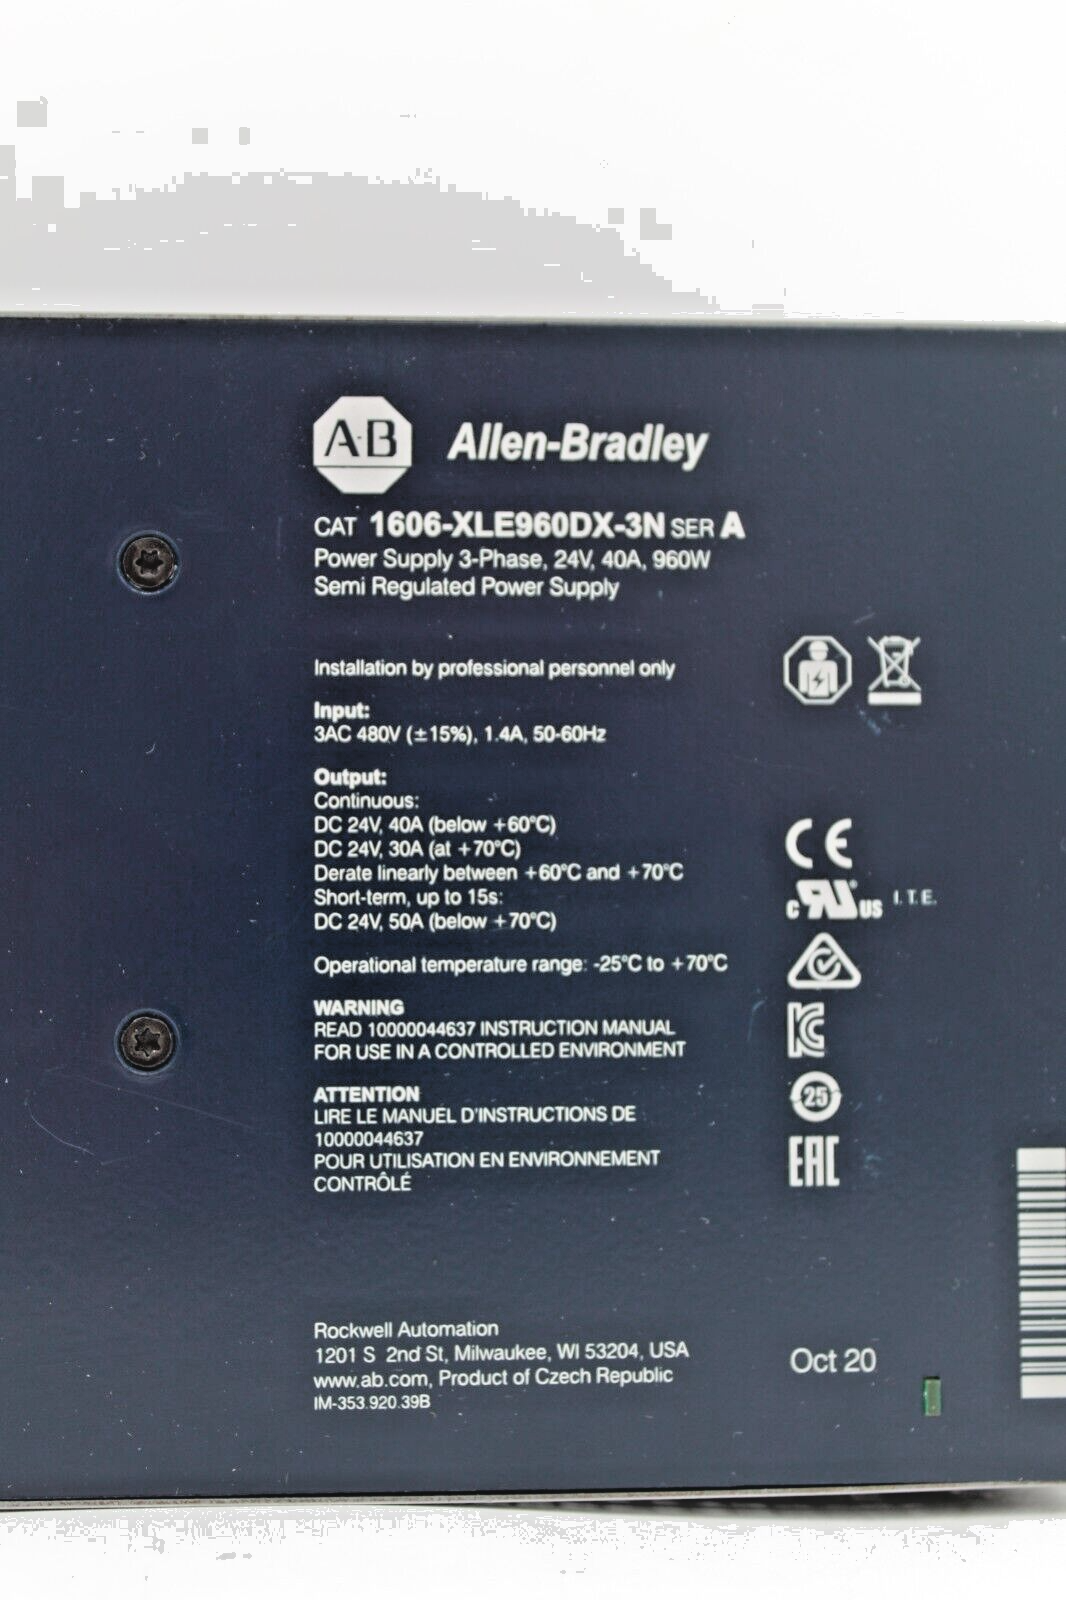 A·B Allen-Bradley
CAT 1606-XLE960DX-3N SER A
Power Supply 3-Phase, 24V, 40A, 960W
Semi Regulated Power Supply
Installation by professional personnel only
Input:
3AC 480V (±15%), 1.4A, 50-60Hz
Output:
Continuous:
DC 24V, 40A (below +60°C)
DC 24V, 30A (at +70°C)
Derate linearly between +60°C and +70°C
Short-term, up to 15s:
DC 24V, 50A (below +70°C)
Operational temperature range: -25°C to +70°C
WARNING
READ 10000044637 INSTRUCTION MANUAL
FOR USE IN A CONTROLLED ENVIRONMENT
ATTENTION
LIRE LE MANUEL D'INSTRUCTIONS DE
10000044637
POUR UTILISATION EN ENVIRONNEMENT
CONTRÔLÉ
CE
c RU US I.T.E.
KC
25
EAC
Rockwell Automation
1201 S 2nd St, Milwaukee, WI 53204, USA
www.ab.com, Product of Czech Republic
IM-353.920.39B
Oct 20